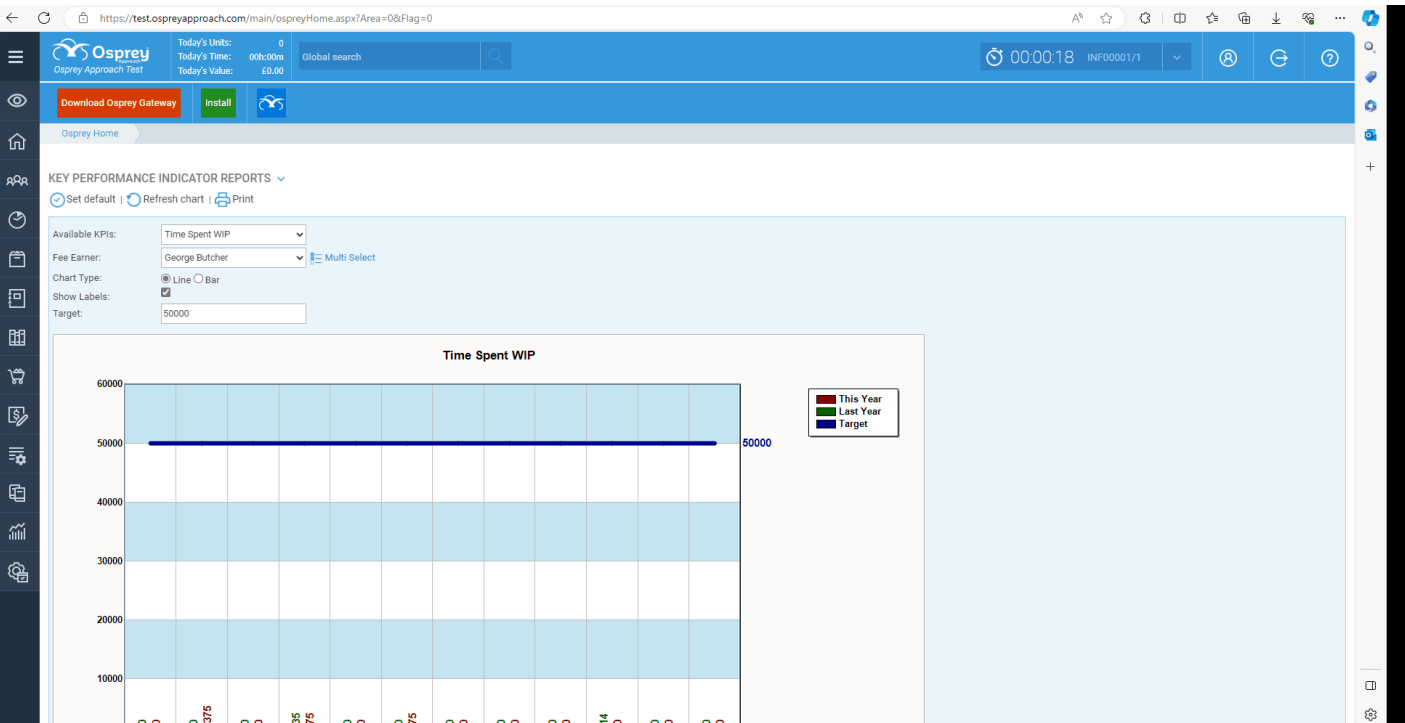 https://test.ospreyapproach.com/main/ospreyHome.aspx?Area=0&Flag=0
Osprey
Approach
Osprey Approach Test
Today's Units: 0
Today's Time: 00h:00m
Today's Value: £0.00
Global search
00:00:18 INF00001/1
Download Osprey Gateway
Install
Osprey Home
KEY PERFORMANCE INDICATOR REPORTS
Set default | Refresh chart | Print
Available KPIs: Time Spent WIP
Fee Earner: George Butcher Multi Select
Chart Type: Line Bar
Show Labels:
Target: 50000
Time Spent WIP
60000
This Year
Last Year
Target
50000
50000
40000
30000
20000
10000